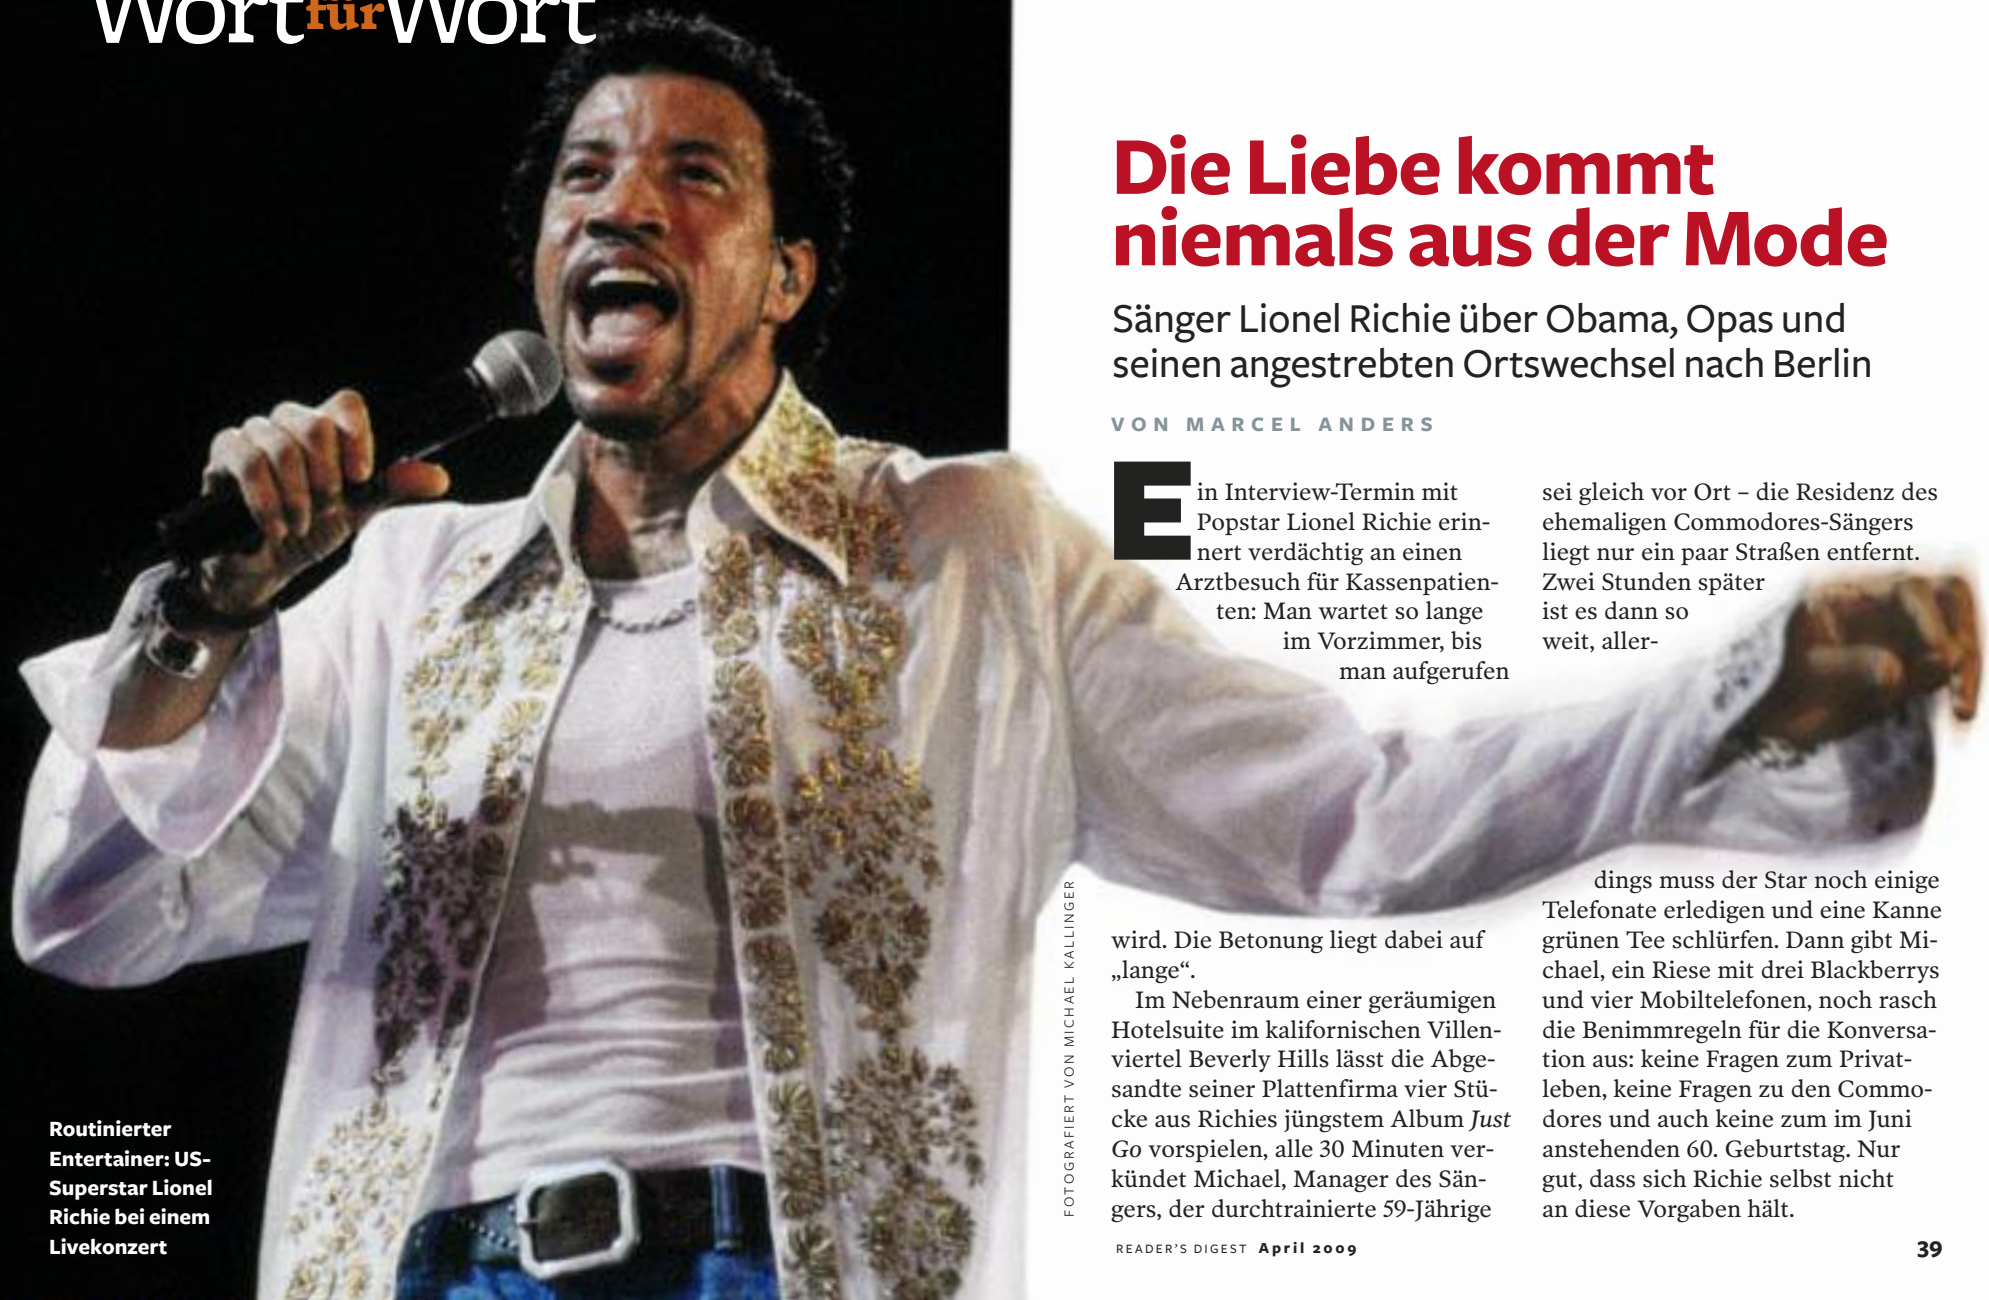 Wort für Wort
Die Liebe kommt
niemals aus der Mode
Sänger Lionel Richie über Obama, Opas und
seinen angestrebten Ortswechsel nach Berlin
VON MARCEL ANDERS
Ein Interview-Termin mit
Popstar Lionel Richie erin-
nert verdächtig an einen
Arztbesuch für Kassenpatien-
ten: Man wartet so lange
im Vorzimmer, bis
man aufgerufen
wird. Die Betonung liegt dabei auf
„lange“.
Im Nebenraum einer geräumigen
Hotelsuite im kalifornischen Villen-
viertel Beverly Hills lässt die Abge-
sandte seiner Plattenfirma vier Stü-
cke aus Richies jüngstem Album Just
Go vorspielen, alle 30 Minuten ver-
kündet Michael, Manager des Sän-
gers, der durchtrainierte 59-Jährige
sei gleich vor Ort – die Residenz des
ehemaligen Commodores-Sängers
liegt nur ein paar Straßen entfernt.
Zwei Stunden später
ist es dann so
weit, aller-
dings muss der Star noch einige
Telefonate erledigen und eine Kanne
grünen Tee schlürfen. Dann gibt Mi-
chael, ein Riese mit drei Blackberrys
und vier Mobiltelefonen, noch rasch
die Benimmregeln für die Konversa-
tion aus: keine Fragen zum Privat-
leben, keine Fragen zu den Commo-
dores und auch keine zum im Juni
anstehenden 60. Geburtstag. Nur
gut, dass sich Richie selbst nicht
an diese Vorgaben hält.
FOTOGRAFIERT VON MICHAEL KALLINGER
Routinierter
Entertainer: US-
Superstar Lionel
Richie bei einem
Livekonzert
READER'S DIGEST April 2009
39